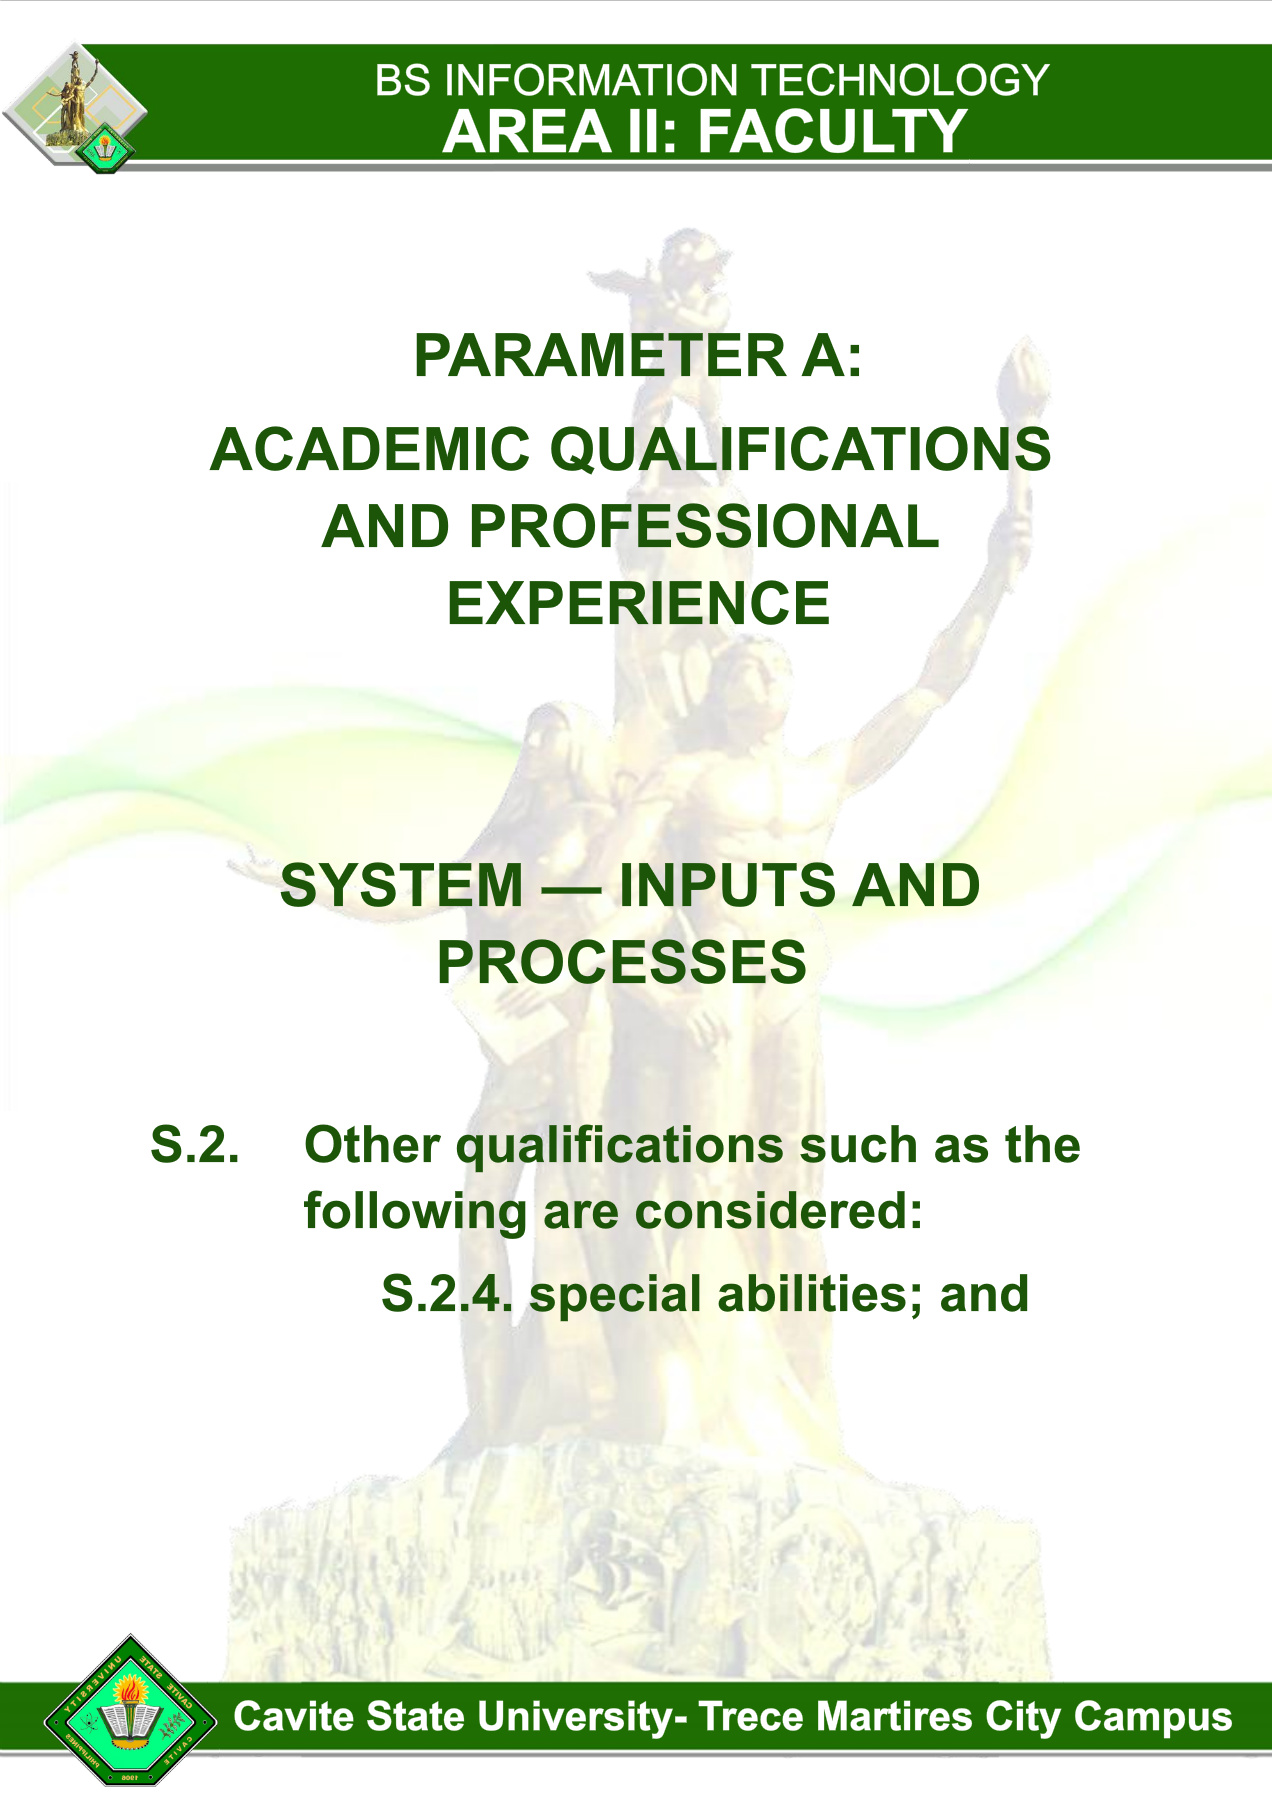 BS INFORMATION TECHNOLOGY
AREA II: FACULTY
PARAMETER A:
ACADEMIC QUALIFICATIONS
AND PROFESSIONAL
EXPERIENCE
SYSTEM — INPUTS AND
PROCESSES
S.2. Other qualifications such as the
following are considered:
S.2.4. special abilities; and
CAVITE STATE UNIVERSITY
CAVITE
PHILIPPINES
1906
Cavite State University- Trece Martires City Campus